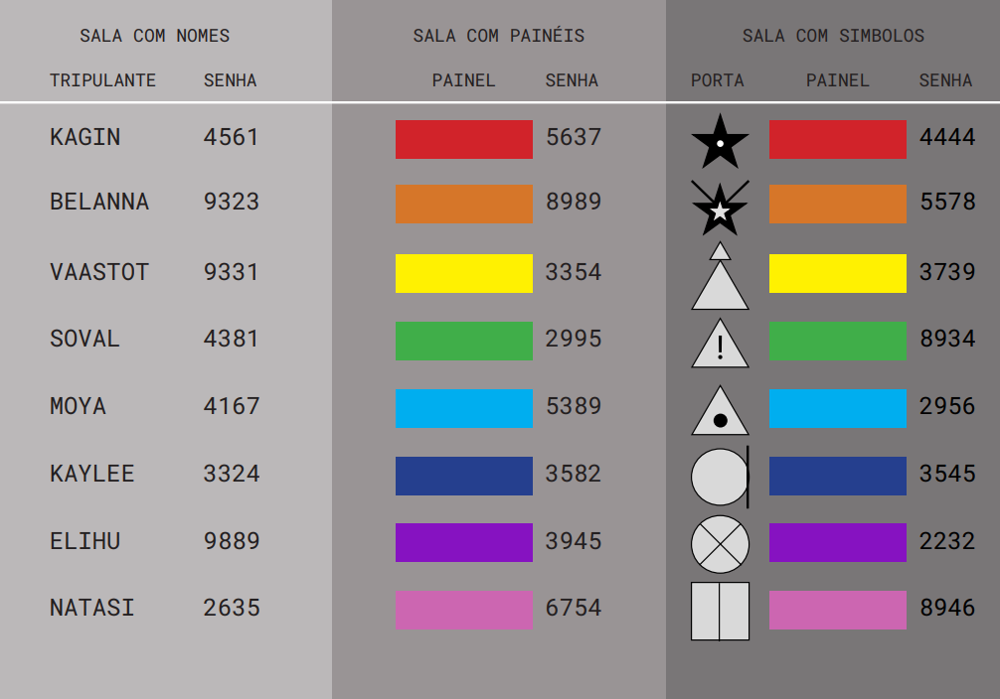 SALA COM NOMES SALA COM PAINÉIS SALA COM SIMBOLOS
TRIPULANTE SENHA PAINEL SENHA PORTA PAINEL SENHA
KAGIN 4561 5637 4444
BELANNA 9323 8989 5578
VAASTOT 9331 3354 3739
SOVAL 4381 2995 ! 8934
MOYA 4167 5389 2956
KAYLEE 3324 3582 3545
ELIHU 9889 3945 2232
NATASI 2635 6754 8946